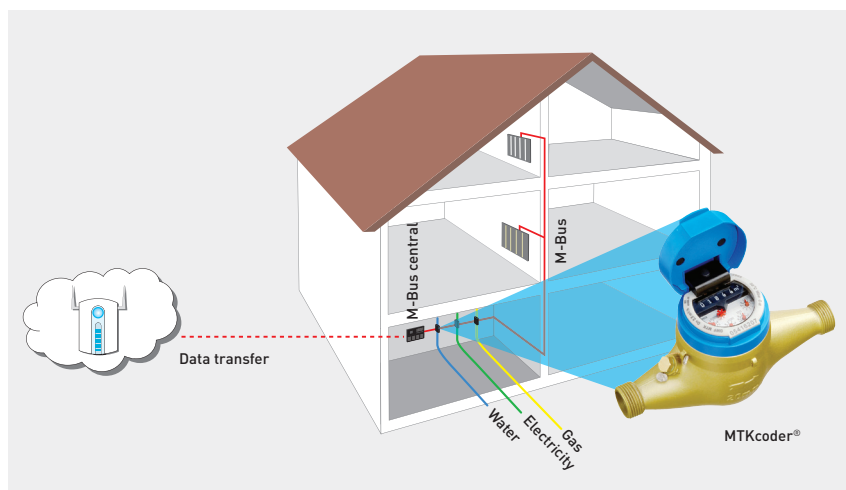 M-Bus central
M-Bus
Data transfer
Water
Electricity
Gas
MTKcoder®